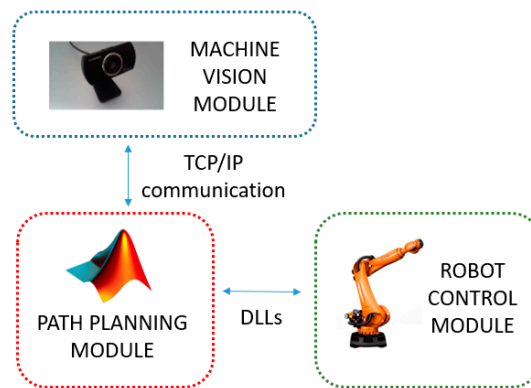 MACHINE
VISION
MODULE
TCP/IP
communication
PATH PLANNING
MODULE
DLLs
ROBOT
CONTROL
MODULE